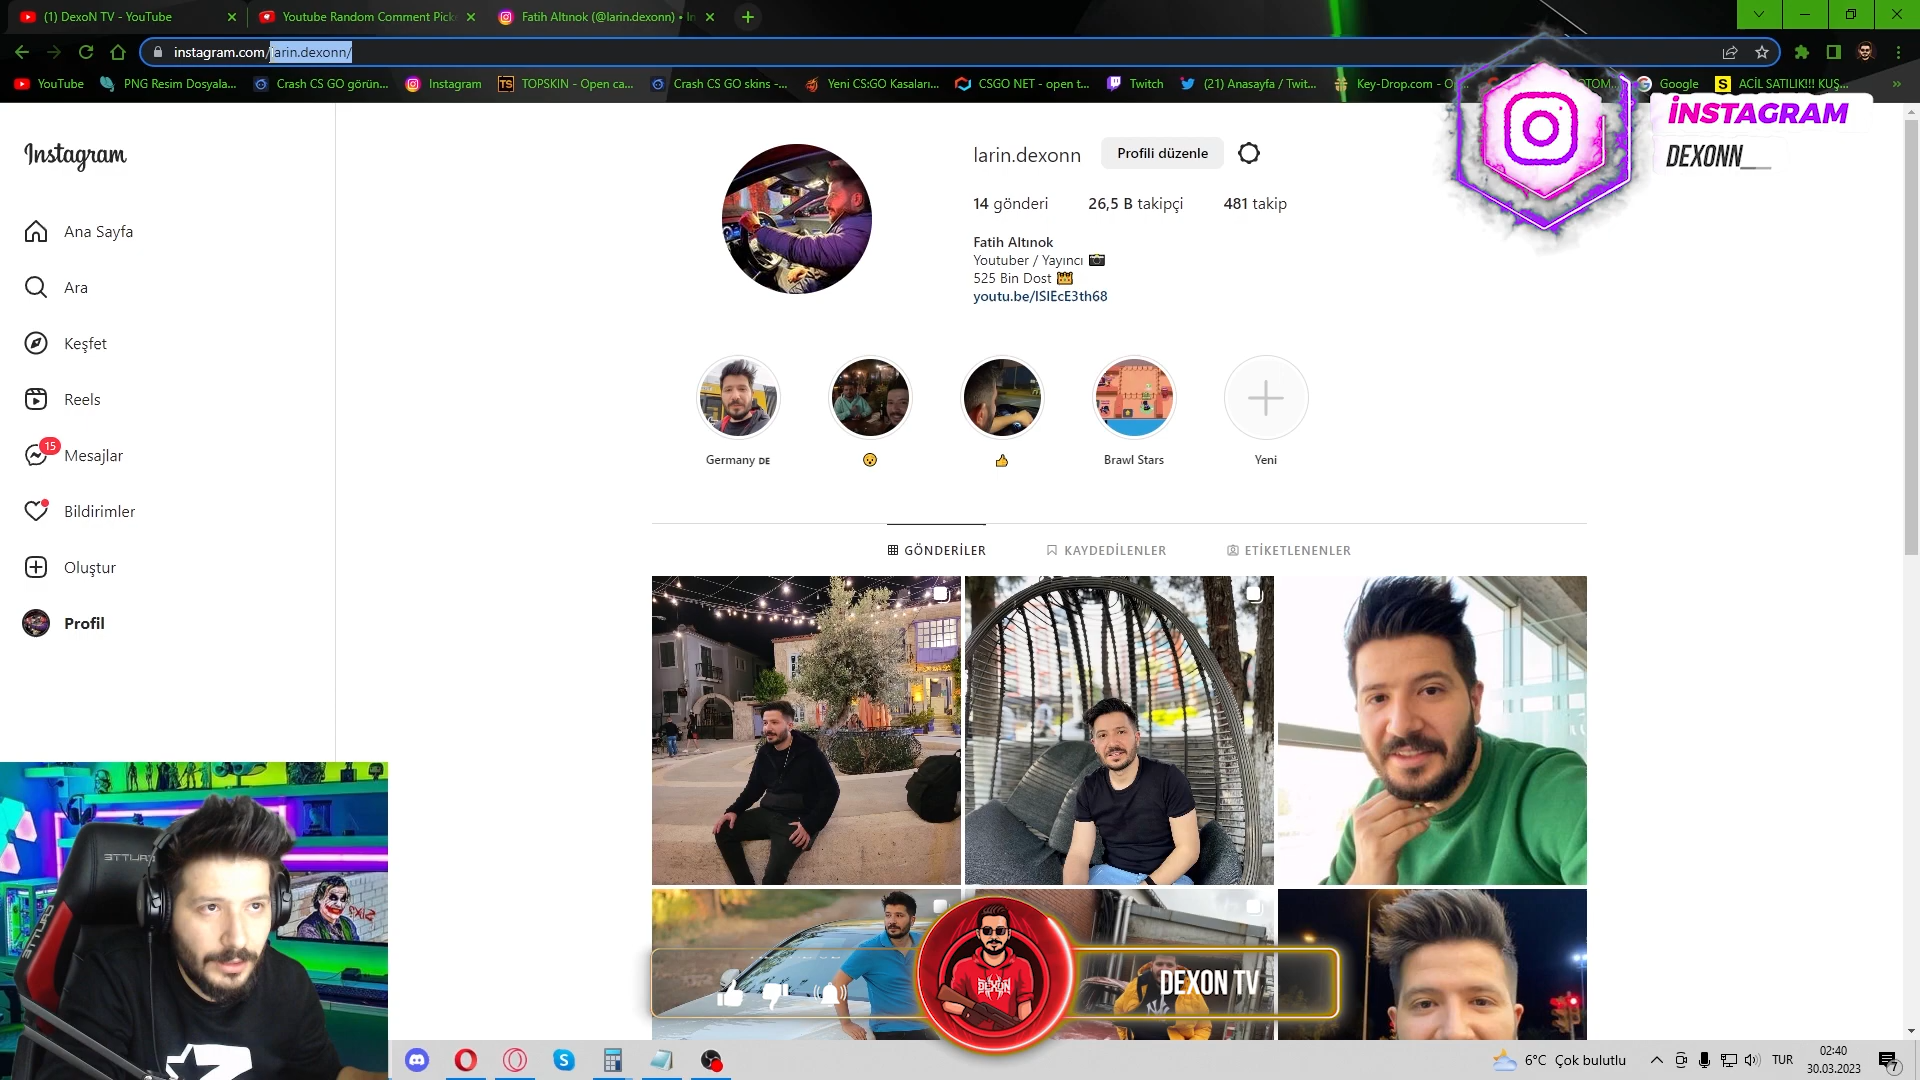 (1) DexoN TV - YouTube
Youtube Random Comment Pick
Fatih Altınok (@larin.dexonn) • In
instagram.com/larin.dexonn/
YouTube
PNG Resim Dosyala...
Crash CS GO görün...
Instagram
TOPSKIN - Open ca...
Crash CS GO skins -...
Yeni CS:GO Kasaları...
CSGO NET - open t...
Twitch
(21) Anasayfa / Twit...
Key-Drop.com - O
Google
ACİL SATILIK!!! KUŞ...
İNSTAGRAM
DEXONN___
Instagram
larin.dexonn
Profili düzenle
14 gönderi
26,5 B takipçi
481 takip
Fatih Altınok
Youtuber / Yayıncı 📷
525 Bin Dost
youtu.be/ISIEcE3th68
Ana Sayfa
Ara
Keşfet
Reels
15
Mesajlar
Bildirimler
Oluştur
Profil
Germany DE
😯
👍
Brawl Stars
Yeni
GÖNDERİLER
KAYDEDİLENLER
ETİKETLENENLER
DEXON
DEXON TV
6°C Çok bulutlu
TUR
02:40
30.03.2023
7